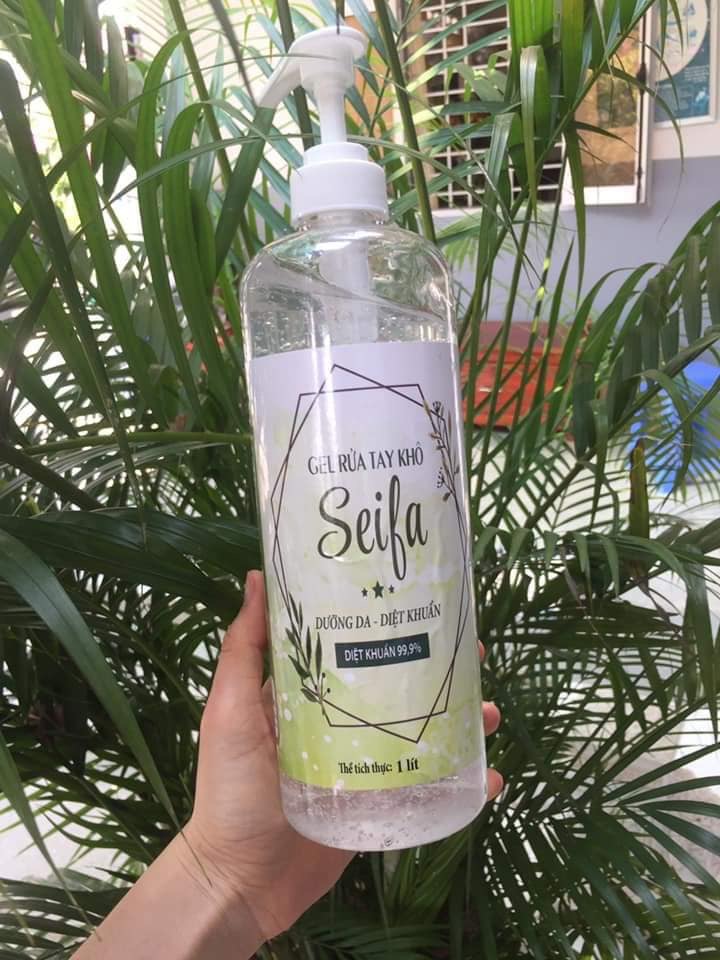 GEL RỬA TAY KHÔ
Seifa
DƯỠNG DA - DIỆT KHUẨN
DIỆT KHUẨN 99,9%
Thể tích thực: 1 lít